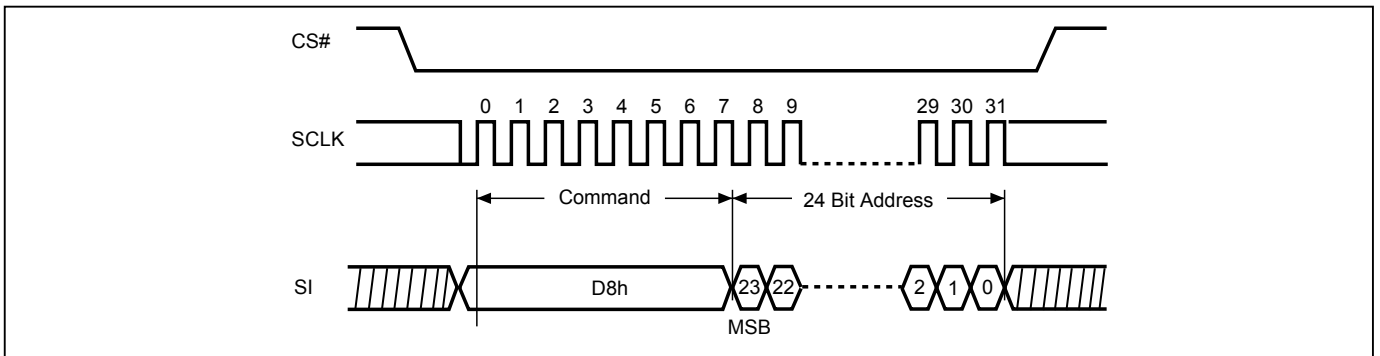 CS#
0 1 2 3 4 5 6 7 8 9 29 30 31
SCLK
Command 24 Bit Address
SI D8h 23 22 2 1 0
MSB